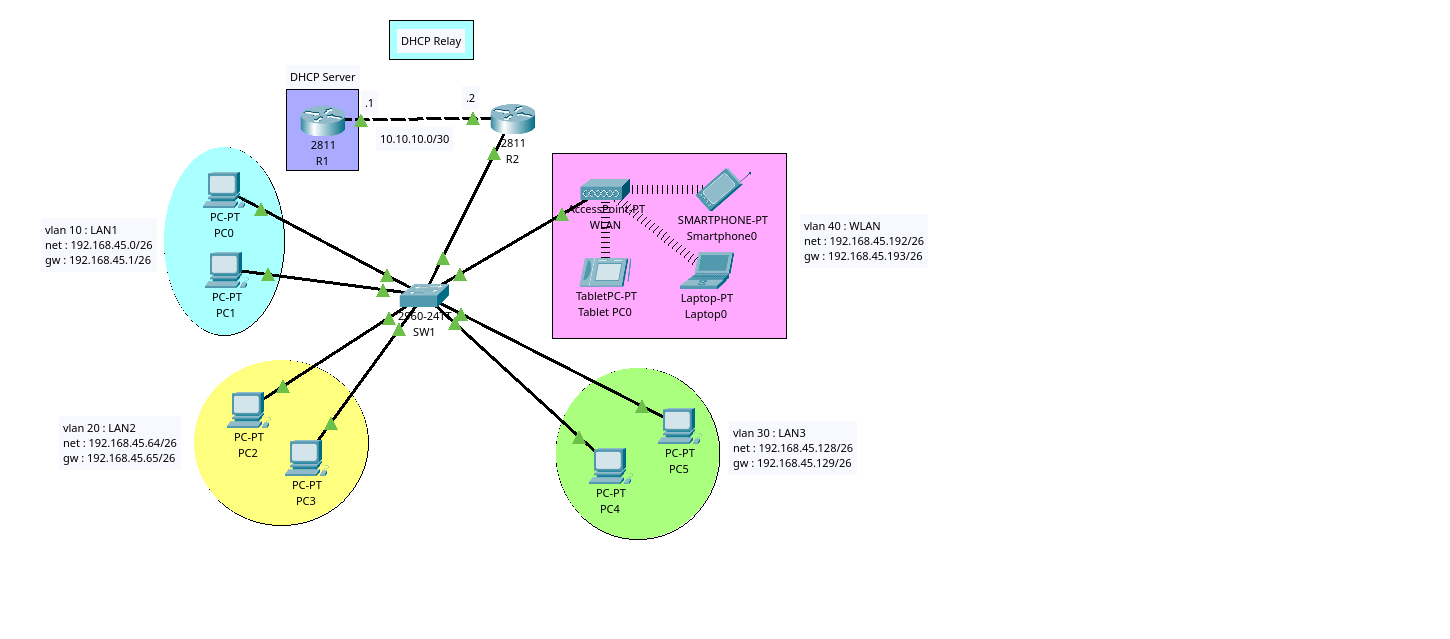 DHCP Relay
DHCP Server
.1
.2
10.10.10.0/30
2811
R1
2811
R2
PC-PT
PC0
PC-PT
PC1
vlan 10 : LAN1
net : 192.168.45.0/26
gw : 192.168.45.1/26
AccessPoint-PT
WLAN
SMARTPHONE-PT
Smartphone0
TabletPC-PT
Tablet PC0
Laptop-PT
Laptop0
vlan 40 : WLAN
net : 192.168.45.192/26
gw : 192.168.45.193/26
2960-24TT
SW1
PC-PT
PC2
PC-PT
PC3
vlan 20 : LAN2
net : 192.168.45.64/26
gw : 192.168.45.65/26
PC-PT
PC5
PC-PT
PC4
vlan 30 : LAN3
net : 192.168.45.128/26
gw : 192.168.45.129/26